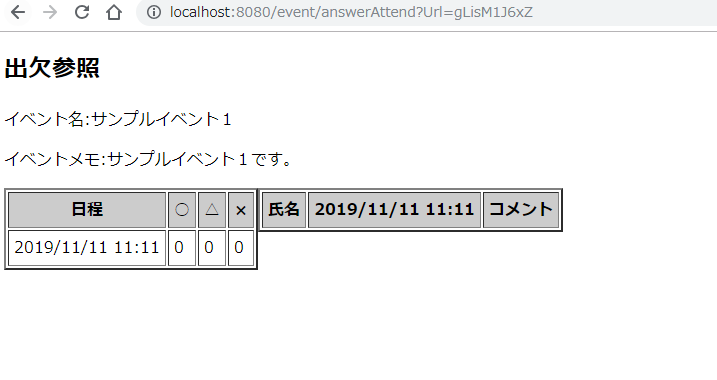 localhost:8080/event/answerAttend?Url=gLisM1J6xZ
出欠参照
イベント名:サンプルイベント１
イベントメモ:サンプルイベント１です。
日程 ○ △ × 氏名 2019/11/11 11:11 コメント
2019/11/11 11:11 0 0 0